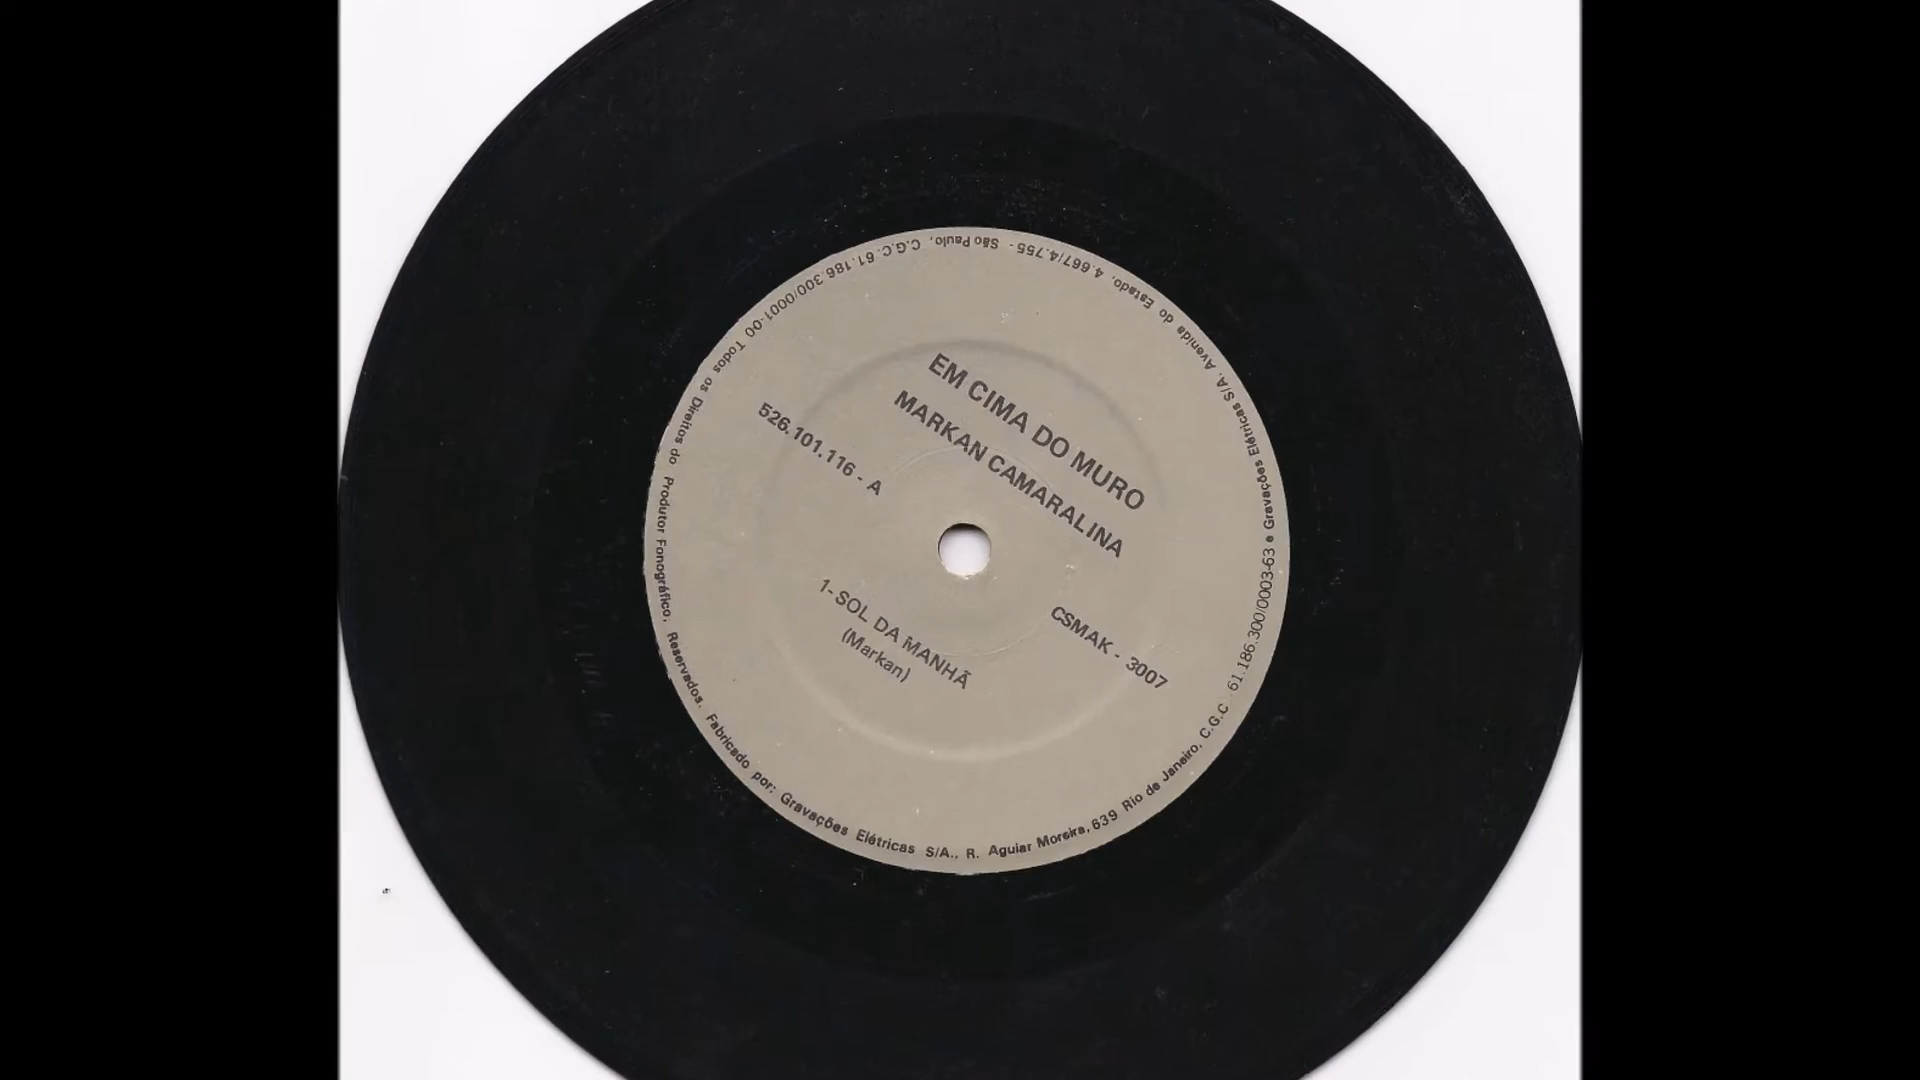 EM CIMA DO MURO
MARKAN CAMARALINA
526.101.116 - A
CSMAK - 3007
1- SOL DA MANHÃ
(Markan)
Todos os Direitos do Produtor Fonográfico, Reservados. Fabricado por: Gravações Elétricas S/A., R. Aguiar Moreira, 639 Rio de Janeiro, C.G.C 61.186.300/0003-63 e Gravações Elétricas S/A, Avenida do Estado, 4.667/4.755 - São Paulo, C.G.C. 61.186.300/0001-00